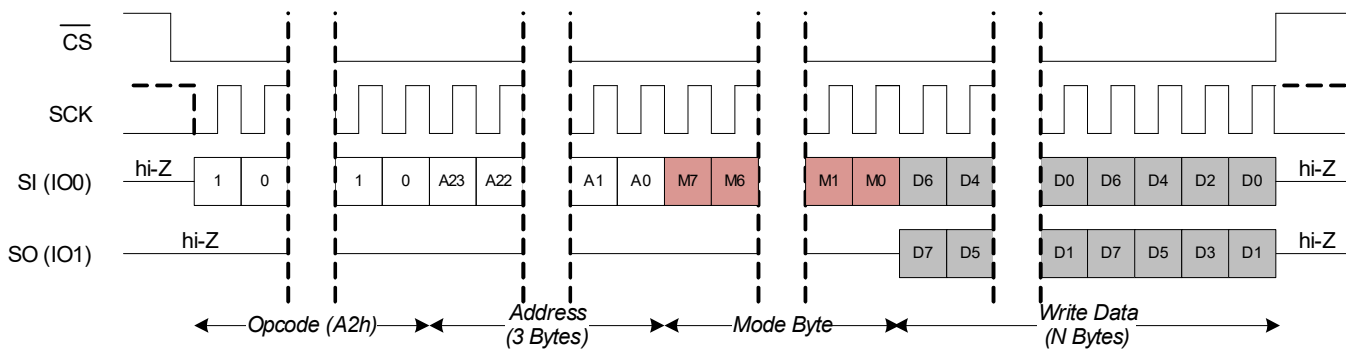 CS
SCK
SI (IO0) hi-Z 1 0 1 0 A23 A22 A1 A0 M7 M6 M1 M0 D6 D4 D0 D6 D4 D2 D0 hi-Z
SO (IO1) hi-Z D7 D5 D1 D7 D5 D3 D1 hi-Z
Opcode (A2h) Address Mode Byte Write Data
(3 Bytes) (N Bytes)